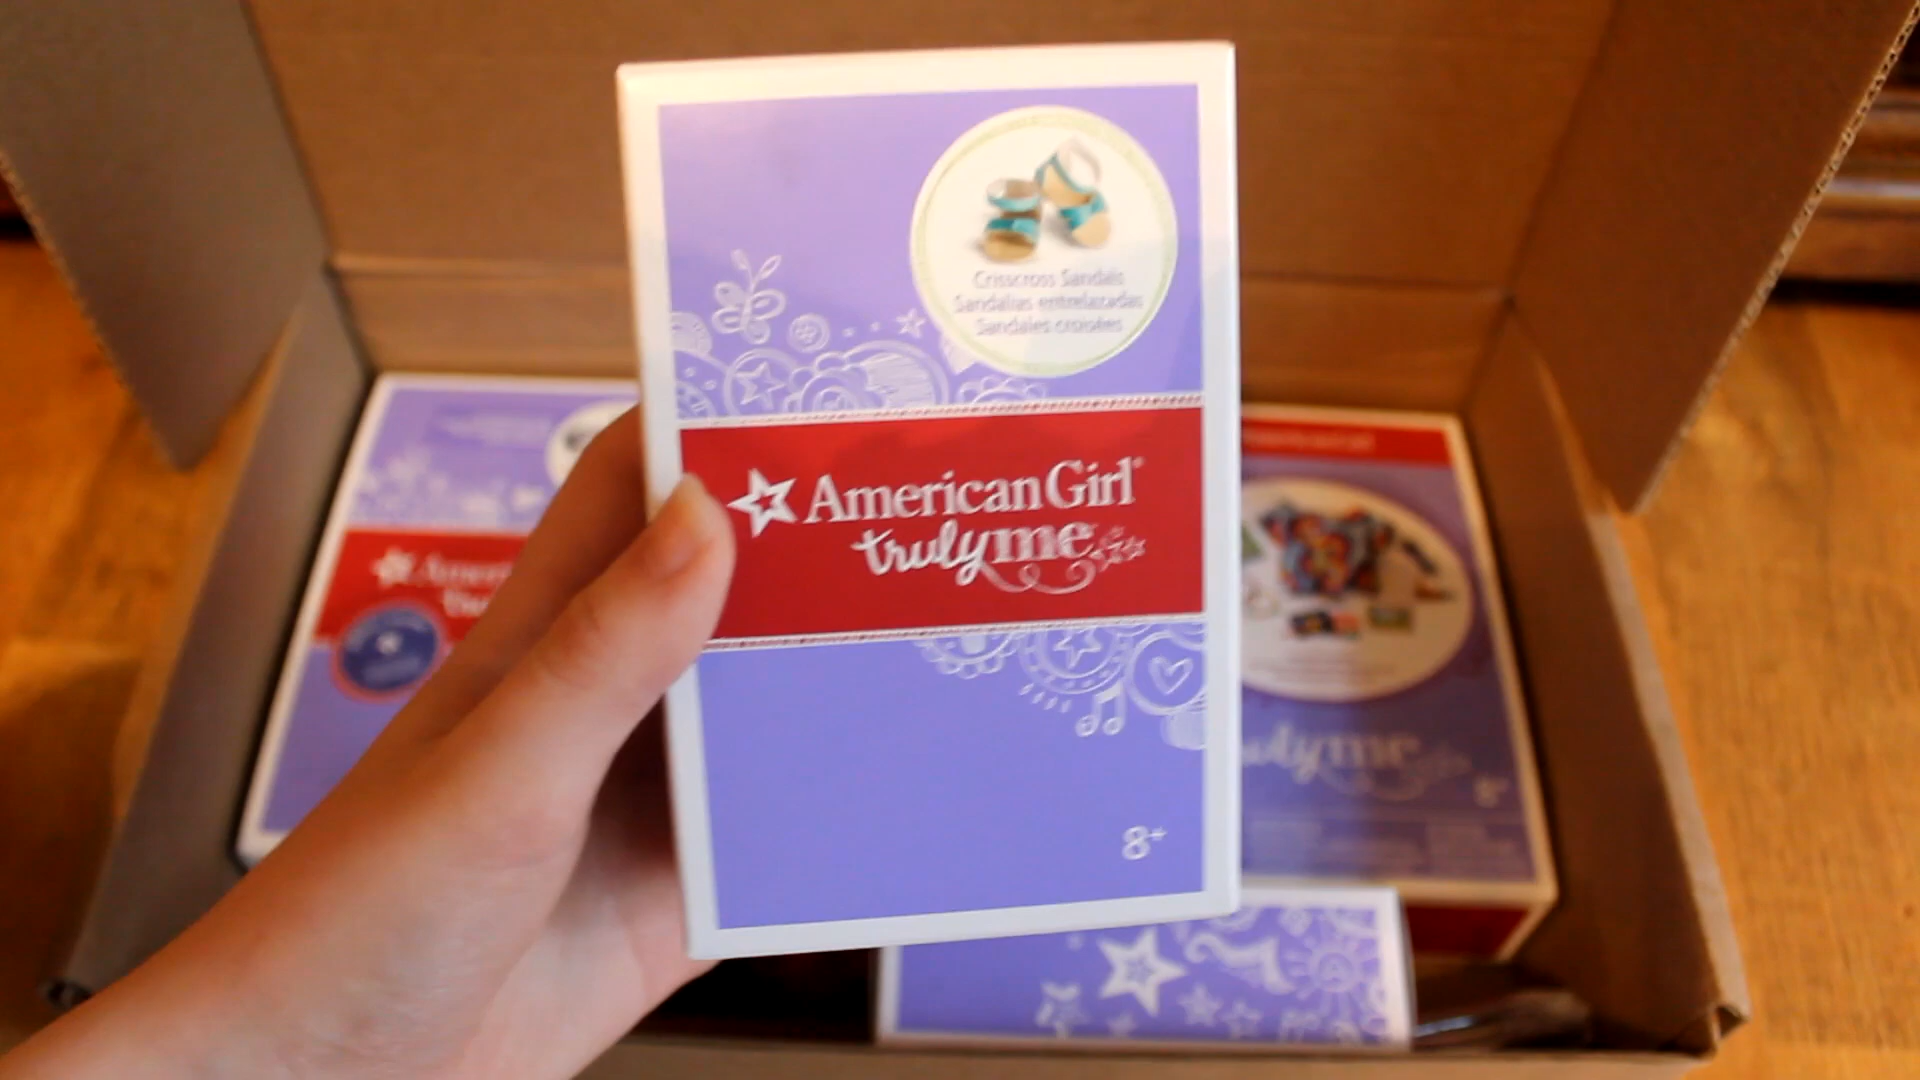 Crisscross Sandals
Sandalias entrelazadas
Sandales croisées
American Girl®
truly me
8+
truly me
8+